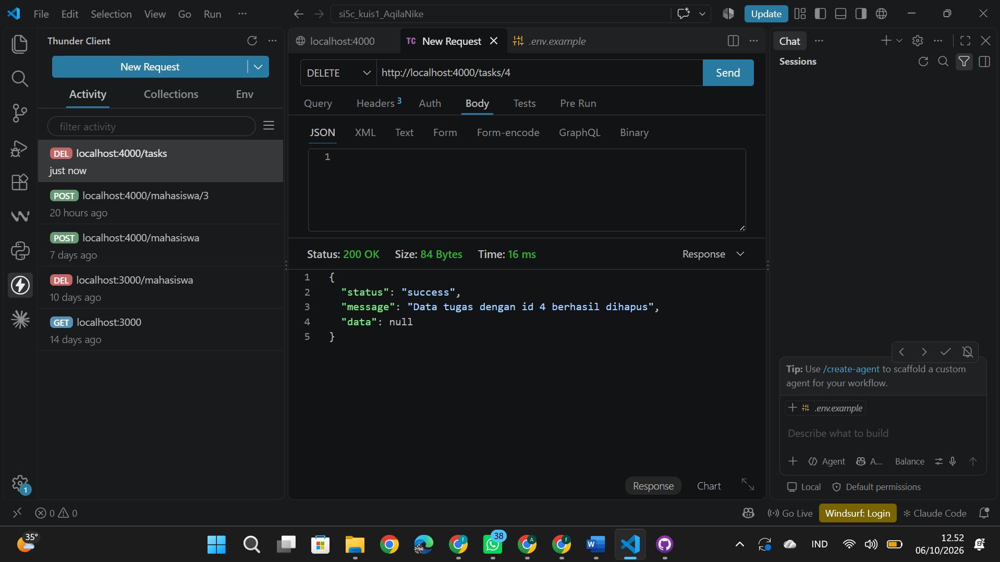 File Edit Selection View Go Run
si5c_kuis1_AqilaNike
Update
Thunder Client
New Request
Activity Collections Env
filter activity
DEL localhost:4000/tasks
just now
POST localhost:4000/mahasiswa/3
20 hours ago
POST localhost:4000/mahasiswa
7 days ago
DEL localhost:3000/mahasiswa
10 days ago
GET localhost:3000
14 days ago
1
localhost:4000 TC New Request .env.example
DELETE http://localhost:4000/tasks/4 Send
Query Headers 3 Auth Body Tests Pre Run
JSON XML Text Form Form-encode GraphQL Binary
1
Status: 200 OK Size: 84 Bytes Time: 16 ms Response
1 {
2 "status": "success",
3 "message": "Data tugas dengan id 4 berhasil dihapus",
4 "data": null
5 }
Response Chart
Chat
Sessions
Tip: Use /create-agent to scaffold a custom
agent for your workflow.
.env.example
Describe what to build
Agent A... Balance
Local Default permissions
0 0 Go Live Windsurf: Login Claude Code
35° 38 f A f W IND 12.52
06/10/2026